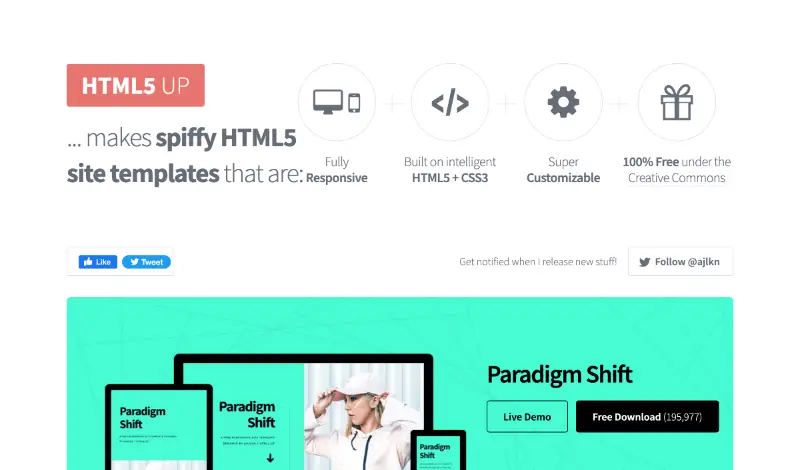 HTML5 UP
... makes spiffy HTML5
site templates that are:
</>
Fully
Responsive
Built on intelligent
HTML5 + CSS3
Super
Customizable
100% Free under the
Creative Commons
Like
Tweet
Get notified when I release new stuff!
Follow @ajlkn
Paradigm Shift
Live Demo
Free Download (195,977)
Paradigm
Shift
Paradigm
Shift
Paradigm
Shift